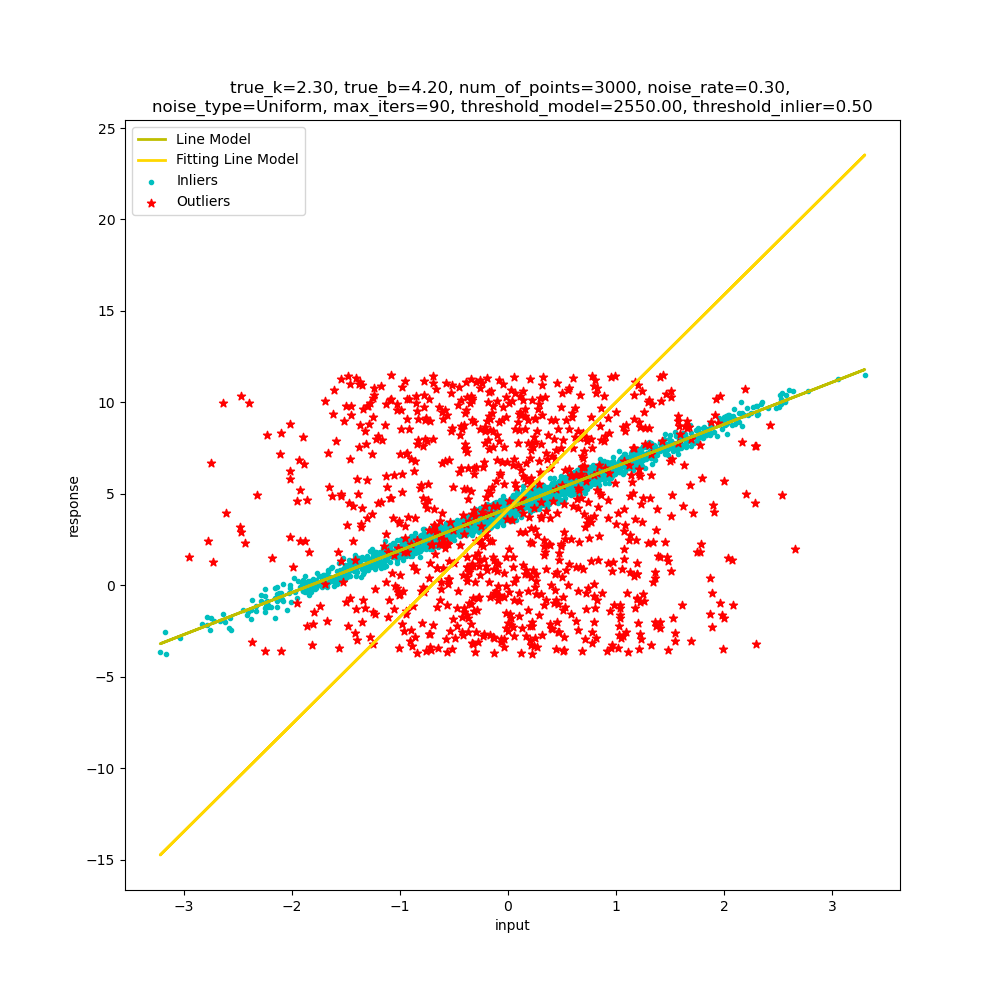 true_k=2.30, true_b=4.20, num_of_points=3000, noise_rate=0.30,
noise_type=Uniform, max_iters=90, threshold_model=2550.00, threshold_inlier=0.50
Line Model
Fitting Line Model
Inliers
Outliers
25
20
15
10
5
0
−5
−10
−15
response
−3
−2
−1
0
1
2
3
input